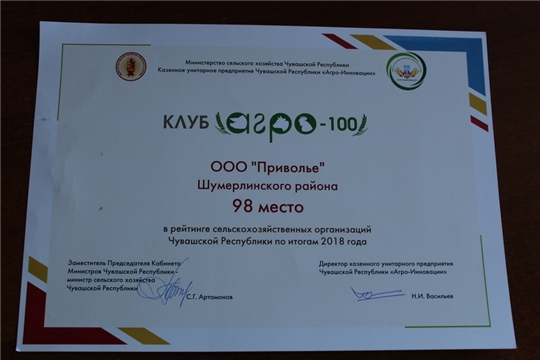 Министерство сельского хозяйства Чувашской Республики
Казенное унитарное предприятие Чувашской Республики «Агро-Инновации»
КЛУБ агро-100
ООО "Приволье"
Шумерлинского района
98 место
в рейтинге сельскохозяйственных организаций
Чувашской Республики по итогам 2018 года
Заместитель Председателя Кабинета
Министров Чувашской Республики –
министр сельского хозяйства
Чувашской Республики
С.Г. Артамонов
Директор казенного унитарного предприятия
Чувашской Республики «Агро-Инновации»
Н.И. Васильев